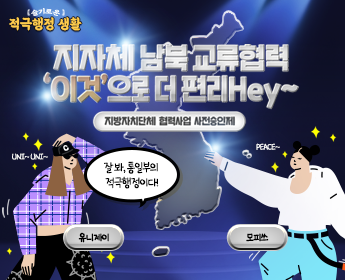 슬기로운
적극행정 생활
지자체 남북 교류협력
'이것'으로 더 편리Hey~
지방자치단체 협력사업 사전승인제
UNI~UNI~
PEACE~
잘 봐, 통일부의
적극행정이다!
유니제이
모피쓰